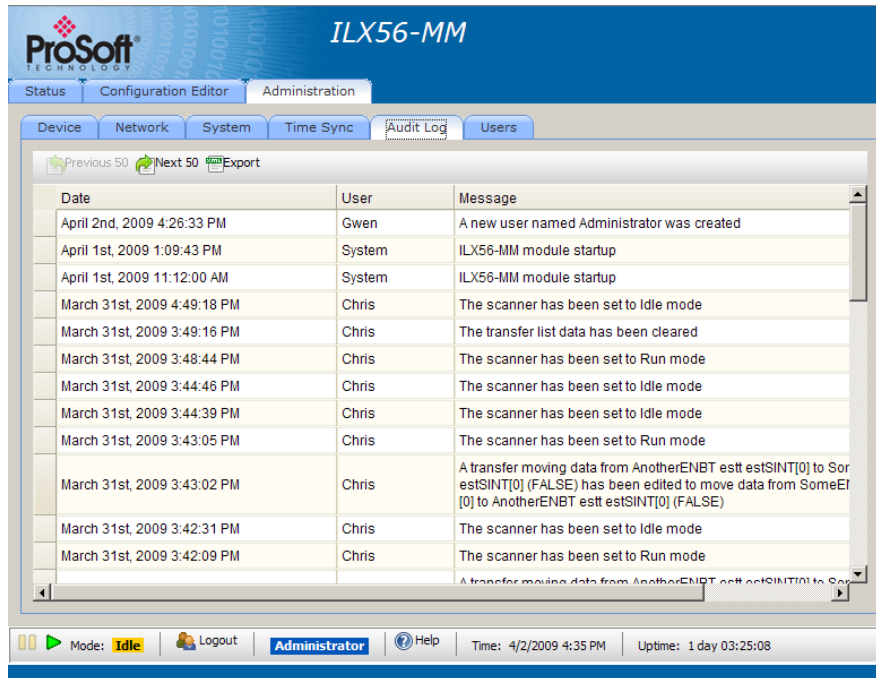 ProSoft®
TECHNOLOGY
ILX56-MM
Status Configuration Editor Administration
Device Network System Time Sync Audit Log Users
Previous 50 Next 50 Export
Date User Message
April 2nd, 2009 4:26:33 PM Gwen A new user named Administrator was created
April 1st, 2009 1:09:43 PM System ILX56-MM module startup
April 1st, 2009 11:12:00 AM System ILX56-MM module startup
March 31st, 2009 4:49:18 PM Chris The scanner has been set to Idle mode
March 31st, 2009 3:49:16 PM Chris The transfer list data has been cleared
March 31st, 2009 3:48:44 PM Chris The scanner has been set to Run mode
March 31st, 2009 3:44:46 PM Chris The scanner has been set to Idle mode
March 31st, 2009 3:44:39 PM Chris The scanner has been set to Idle mode
March 31st, 2009 3:43:05 PM Chris The scanner has been set to Run mode
March 31st, 2009 3:43:02 PM Chris A transfer moving data from AnotherENBT estt estSINT[0] to Sor
estSINT[0] (FALSE) has been edited to move data from SomeEN
[0] to AnotherENBT estt estSINT[0] (FALSE)
March 31st, 2009 3:42:31 PM Chris The scanner has been set to Idle mode
March 31st, 2009 3:42:09 PM Chris The scanner has been set to Run mode
A transfer moving data from AnotherENBT estt estSINT[0] to Sor
Mode: Idle Logout Administrator Help Time: 4/2/2009 4:35 PM Uptime: 1 day 03:25:08